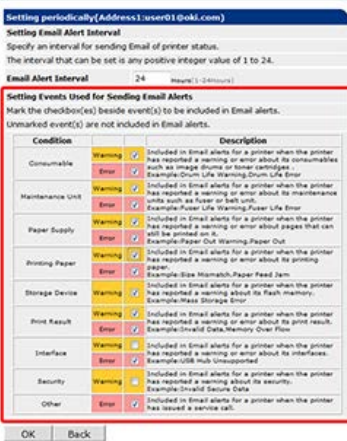 Setting periodically(Address1:user01@oki.com)
Setting Email Alert Interval
Specify an interval for sending Email of printer status.
The interval that can be set is any positive integer value of 1 to 24.
Email Alert Interval 24 Hours(1-24Hours)
Setting Events Used for Sending Email Alerts
Mark the checkbox(es) beside event(s) to be included in Email alerts.
Unmarked event(s) are not included in Email alerts.
Condition Description
Consumable
Warning
Error
Included in Email alerts for a printer when the printer
has reported a warning or error about its consumables
such as image drums or toner cartridges .
Example:Drum Life Warning,Drum Life Error
Maintenance Unit
Warning
Error
Included in Email alerts for a printer when the printer
has reported a warning or error about its maintenance
units such as fuser or belt unit.
Example:Fuser Life Warning,Fuser Life Error
Paper Supply
Warning
Error
Included in Email alerts for a printer when the printer
has reported a warning or error about pages that can
still be printed on it.
Example:Paper Out Warning,Paper Out
Printing Paper
Warning
Error
Included in Email alerts for a printer when the printer
has reported a warning or error about its printing
paper.
Example:Size Mismatch,Paper Feed Jam
Storage Device
Warning
Included in Email alerts for a printer when the printer
has reported a warning about its flash memory.
Example:Mass Storage Error
Print Result
Warning
Error
Included in Email alerts for a printer when the printer
has reported a warning or error about its print result.
Example:Invalid Data,Memory Over Flow
Interface
Warning
Error
Included in Email alerts for a printer when the printer
has reported a warning or error about its interfaces.
Example:USB Hub Unsupported
Security
Warning
Included in Email alerts for a printer when the printer
has reported a warning about its security.
Example:Invalid Secure Data
Other
Error
Included in Email alerts for a printer when the printer
has issued a service call.
OK Back